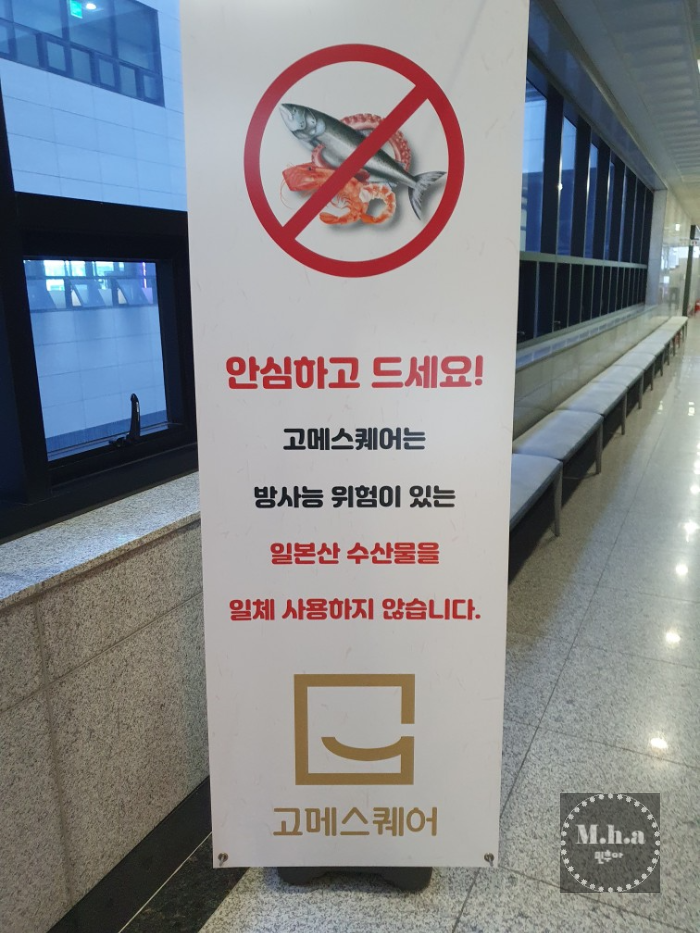 안심하고 드세요!
고메스퀘어는
방사능 위험이 있는
일본산 수산물을
일체 사용하지 않습니다.
고메스퀘어
M.h.a